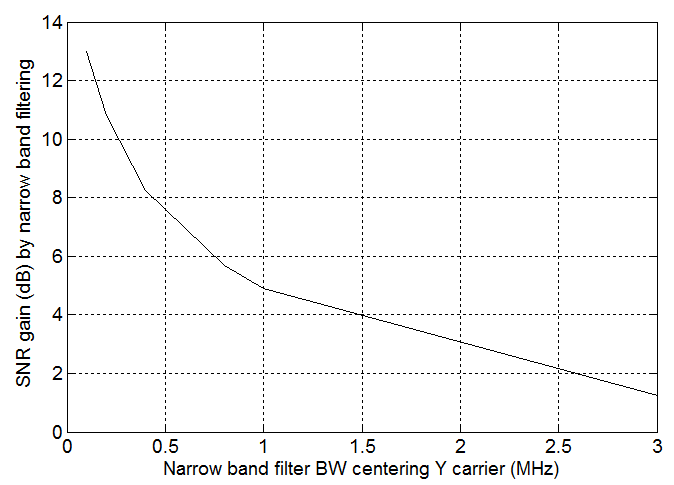 14
12
10
8
6
4
2
0
SNR gain (dB) by narrow band filtering
0 0.5 1 1.5 2 2.5 3
Narrow band filter BW centering Y carrier (MHz)